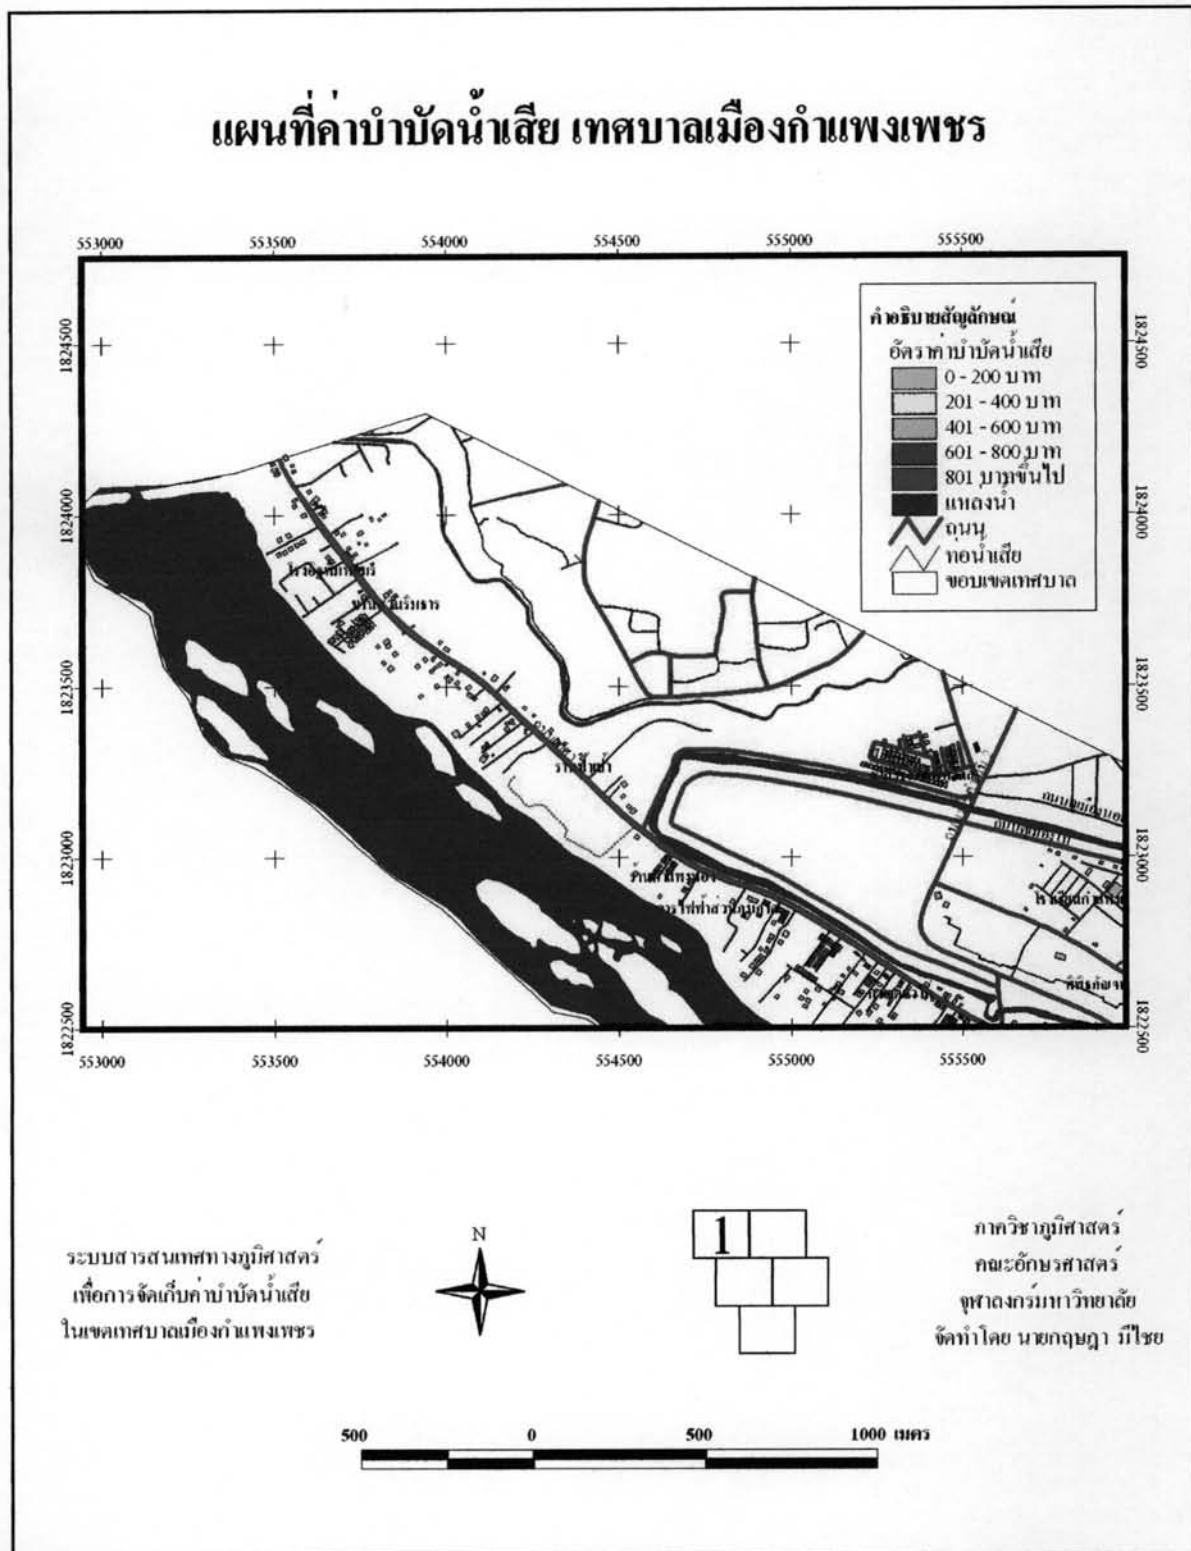 แผนที่ค่าบำบัดน้ำเสีย เทศบาลเมืองกำแพงเพชร
553000 553500 554000 554500 555000 555500
คำอธิบายสัญลักษณ์
อัตราค่าบำบัดน้ำเสีย
0 - 200 บาท
201 - 400 บาท
401 - 600 บาท
601 - 800 บาท
801 บาทขึ้นไป
แหล่งน้ำ
ถนน
ท่อน้ำเสีย
ขอบเขตเทศบาล
1824500
1824500
1824000
1824000
1823500
1823500
1823000
1823000
1822500
1822500
553000 553500 554000 554500 555000 555500
ระบบสารสนเทศทางภูมิศาสตร์
เพื่อการจัดเก็บค่าบำบัดน้ำเสีย
ในเขตเทศบาลเมืองกำแพงเพชร
N
1
ภาควิชาภูมิศาสตร์
คณะอักษรศาสตร์
จุฬาลงกรณ์มหาวิทยาลัย
จัดทำโดย นายกฤษฎา มีไชย
500 0 500 1000 เมตร